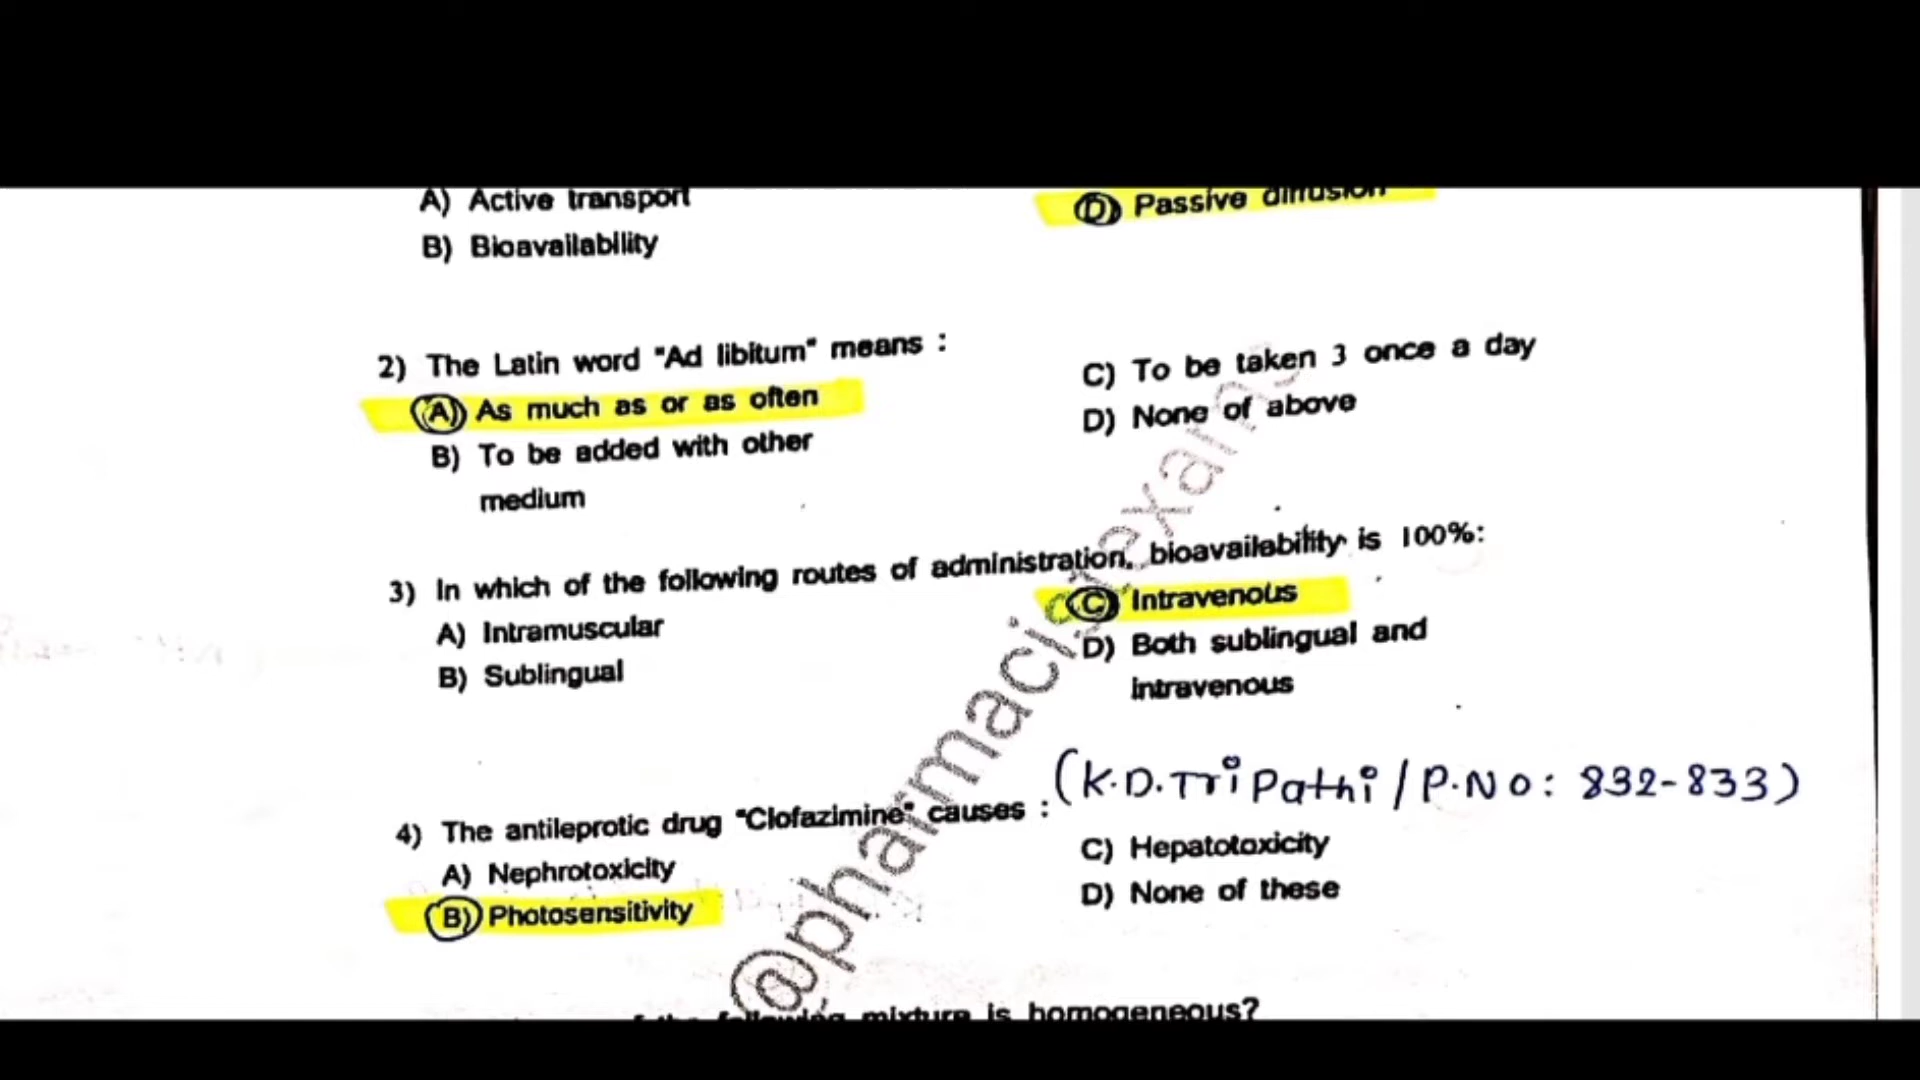 A) Active transport
D) Passive diffusion
B) Bioavailability
2) The Latin word "Ad libitum" means :
A) As much as or as often
B) To be added with other
medium
C) To be taken 3 once a day
D) None of above
3) In which of the following routes of administration, bioavailability is 100%:
A) Intramuscular
B) Sublingual
C) Intravenous
D) Both sublingual and
intravenous
(K.D.Tripathi / P.No: 832-833)
4) The antileprotic drug "Clofazimine" causes :
A) Nephrotoxicity
B) Photosensitivity
C) Hepatotoxicity
D) None of these
following mixture is homogeneous?
@pharmacistexams